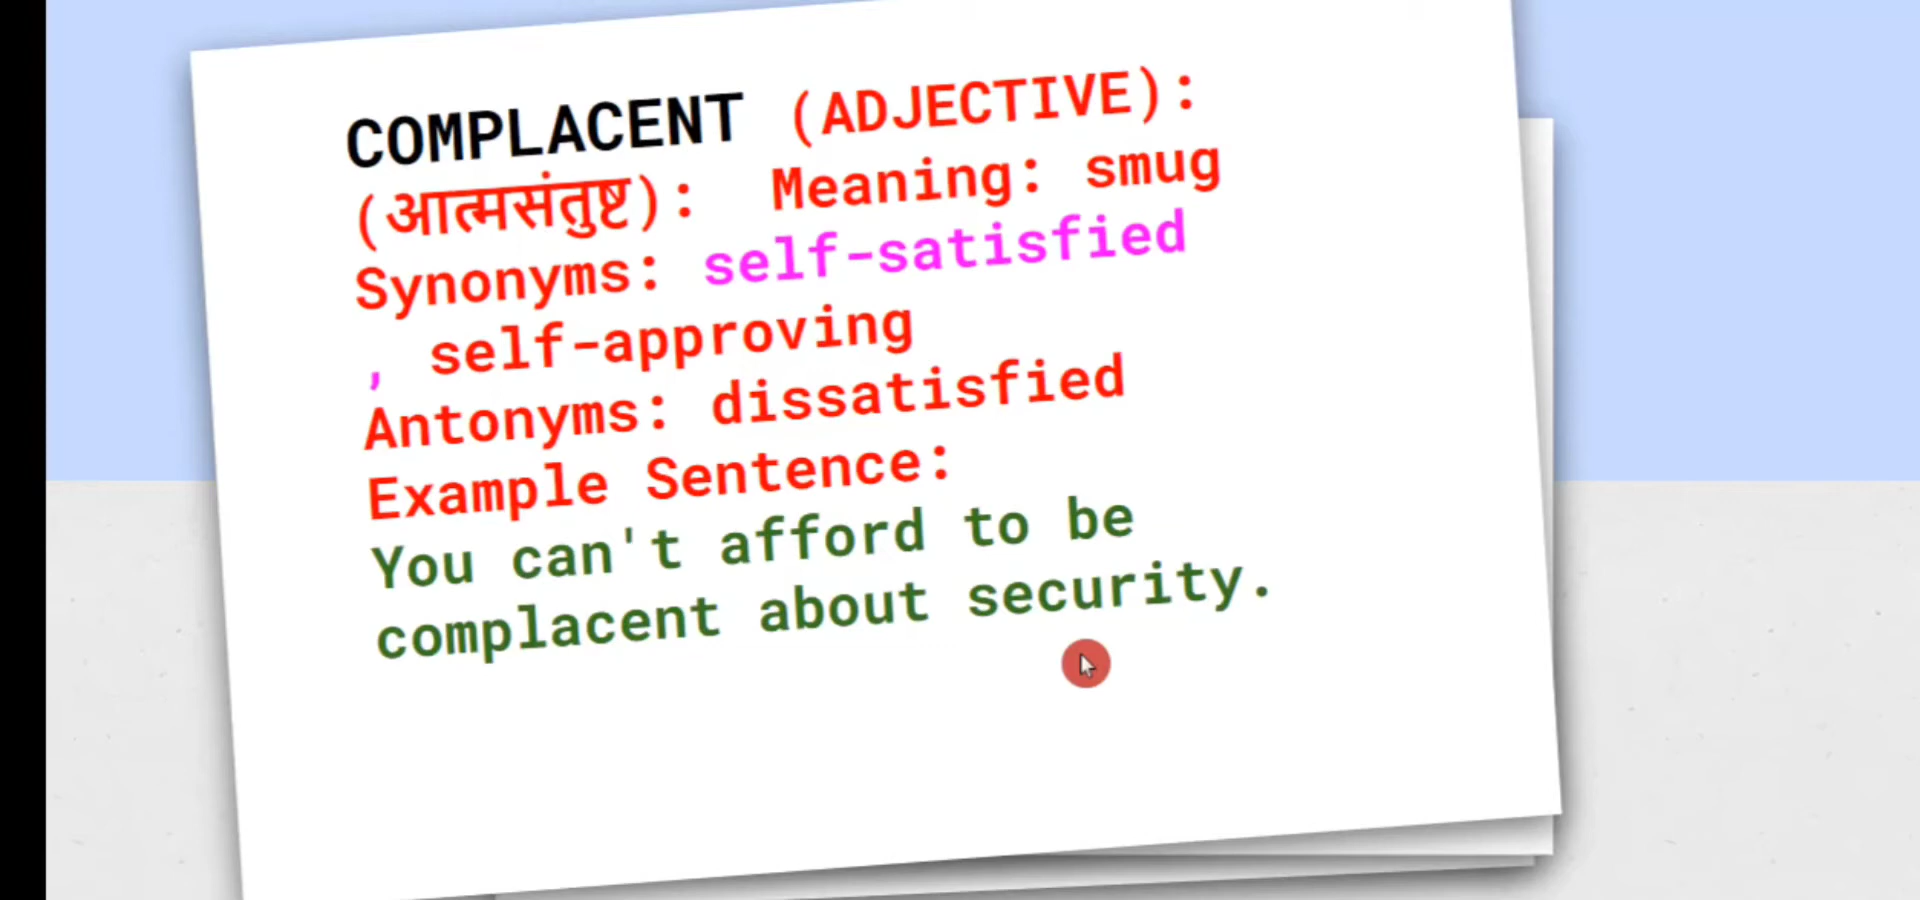 COMPLACENT (ADJECTIVE):
(आत्मसंतुष्ट): Meaning: smug
Synonyms: self-satisfied
, self-approving
Antonyms: dissatisfied
Example Sentence:
You can't afford to be
complacent about security.